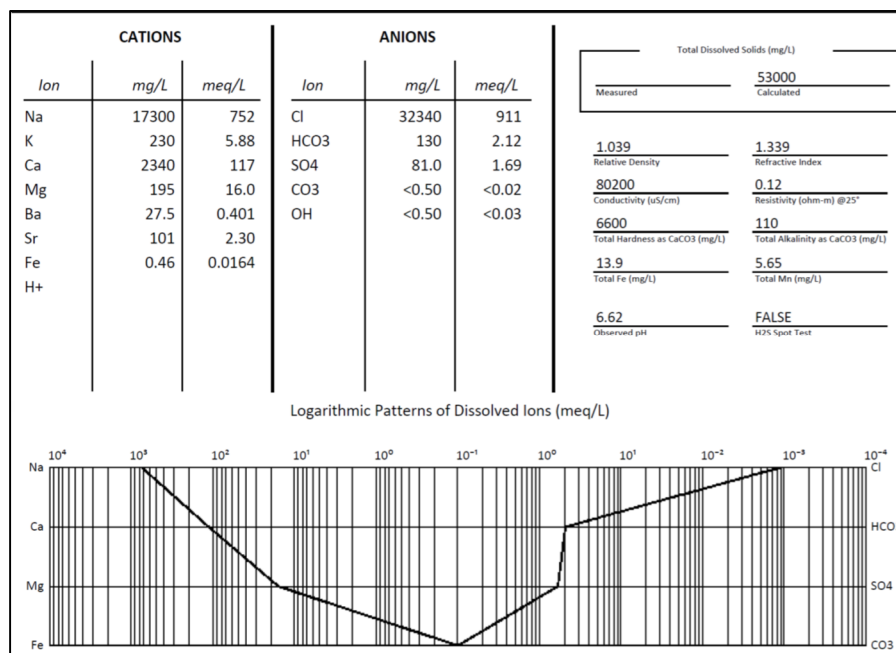 CATIONS ANIONS
Total Dissolved Solids (mg/L)
Ion mg/L meq/L Ion mg/L meq/L
53000
Measured Calculated
Na 17300 752 Cl 32340 911
K 230 5.88 HCO3 130 2.12
1.039 1.339
Relative Density Refractive Index
Ca 2340 117 SO4 81.0 1.69
Mg 195 16.0 CO3 <0.50 <0.02
80200 0.12
Conductivity (uS/cm) Resistivity (ohm-m) @25°
Ba 27.5 0.401 OH <0.50 <0.03
6600 110
Total Hardness as CaCO3 (mg/L) Total Alkalinity as CaCO3 (mg/L)
Sr 101 2.30
Fe 0.46 0.0164
13.9 5.65
Total Fe (mg/L) Total Mn (mg/L)
H+
6.62 FALSE
Observed pH H2S Spot Test
Logarithmic Patterns of Dissolved Ions (meq/L)
10⁴ 10³ 10² 10¹ 10⁰ 10⁻¹ 10⁰ 10¹ 10⁻² 10⁻³ 10⁻⁴
Na Cl
Ca HCO
Mg SO4
Fe CO3